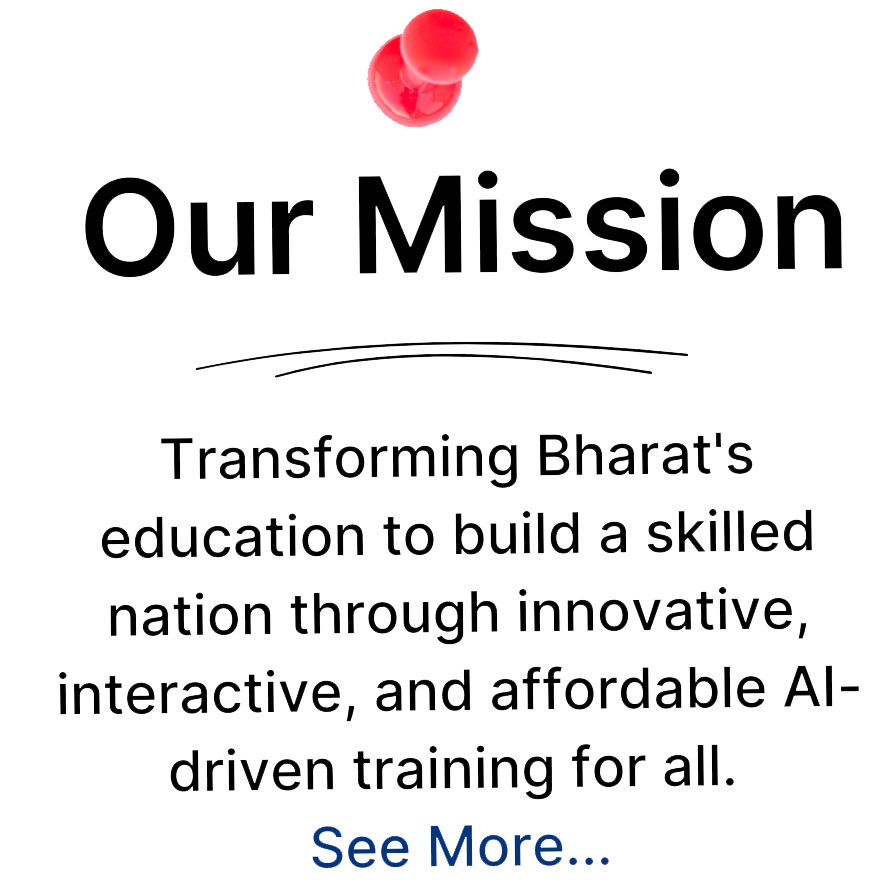 Our Mission
Transforming Bharat's
education to build a skilled
nation through innovative,
interactive, and affordable AI-
driven training for all.
See More...